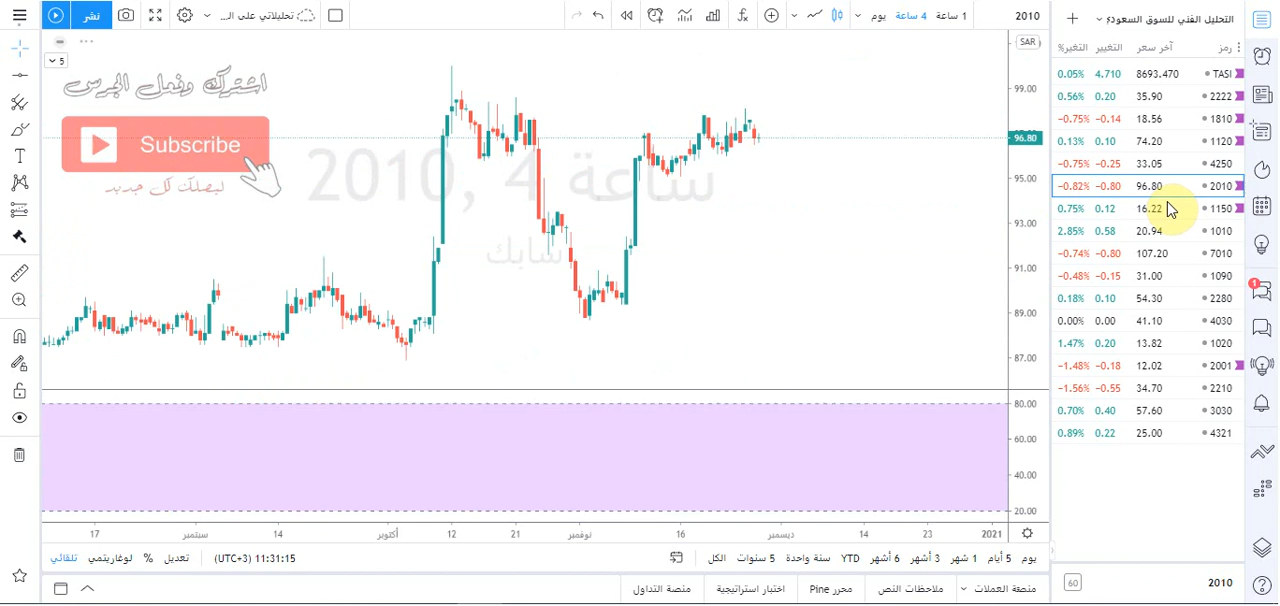 نشر
تحليلاتي على الـ...
يوم
4 ساعة
1 ساعة
2010
5
اشترك وفعل الجرس
Subscribe
ليصلك كل جديد
2010, 4 ساعة
سابك
SAR
99.00
96.80
95.00
93.00
91.00
89.00
87.00
80.00
60.00
40.00
20.00
17
سبتمبر
14
أكتوبر
12
21
نوفمبر
16
ديسمبر
14
23
2021
تلقائي
لوغاريتمي
%
تعديل
11:31:15 (UTC+3)
الكل
5 سنوات
سنة واحدة
YTD
6 أشهر
3 أشهر
1 شهر
5 أيام
يوم
منصة التداول
اختبار استراتيجية
محرر Pine
ملاحظات النص
منصة العملات
التحليل الفني للسوق السعودي
رمز آخر سعر التغيير التغير%
TASI 8693.470 4.710 0.05%
2222 35.90 0.20 0.56%
1810 18.56 −0.14 −0.75%
1120 74.20 0.10 0.13%
4250 33.05 −0.25 −0.75%
2010 96.80 −0.80 −0.82%
1150 16.22 0.12 0.75%
1010 20.94 0.58 2.85%
7010 107.20 −0.80 −0.74%
1090 31.00 −0.15 −0.48%
2280 54.30 0.10 0.18%
4030 41.10 0.00 0.00%
1020 13.82 0.20 1.47%
2001 12.02 −0.18 −1.48%
2210 34.70 −0.55 −1.56%
3030 57.60 0.40 0.70%
4321 25.00 0.22 0.89%
1
60
2010